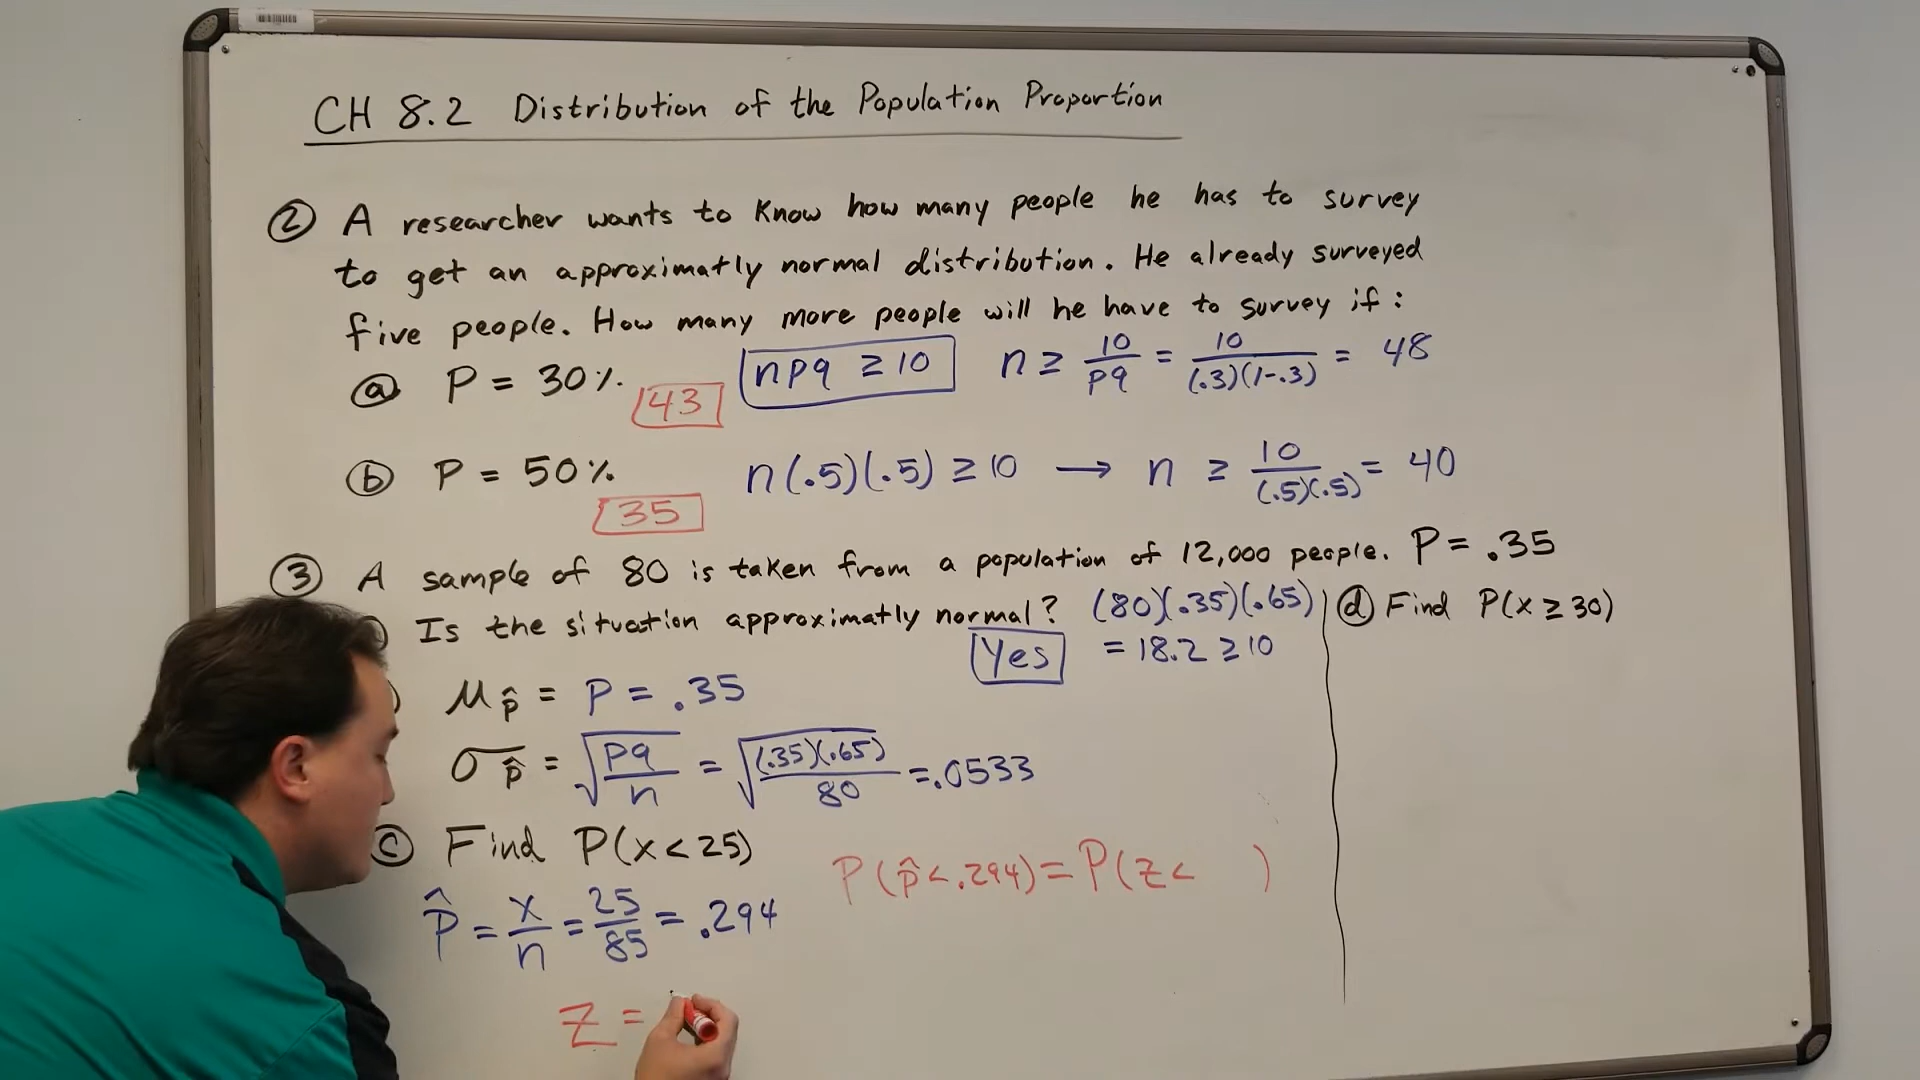 CH 8.2 Distribution of the Population Proportion
② A researcher wants to know how many people he has to survey
to get an approximatly normal distribution. He already surveyed
five people. How many more people will he have to survey if:
ⓐ P = 30% 43 npq ≥ 10 n ≥ 10/pq = 10/(.3)(1-.3) = 48
ⓑ P = 50% 35 n(.5)(.5) ≥ 10 → n ≥ 10/(.5)(.5) = 40
③ A sample of 80 is taken from a population of 12,000 people. P = .35
Is the situation approximatly normal? Yes (80)(.35)(.65)
= 18.2 ≥ 10
μp̂ = P = .35
σp̂ = √(pq/n) = √((.35)(.65)/80) = .0533
ⓒ Find P(x < 25)
p̂ = x/n = 25/85 = .294
P(p̂ < .294) = P(z < )
z =
ⓓ Find P(x ≥ 30)